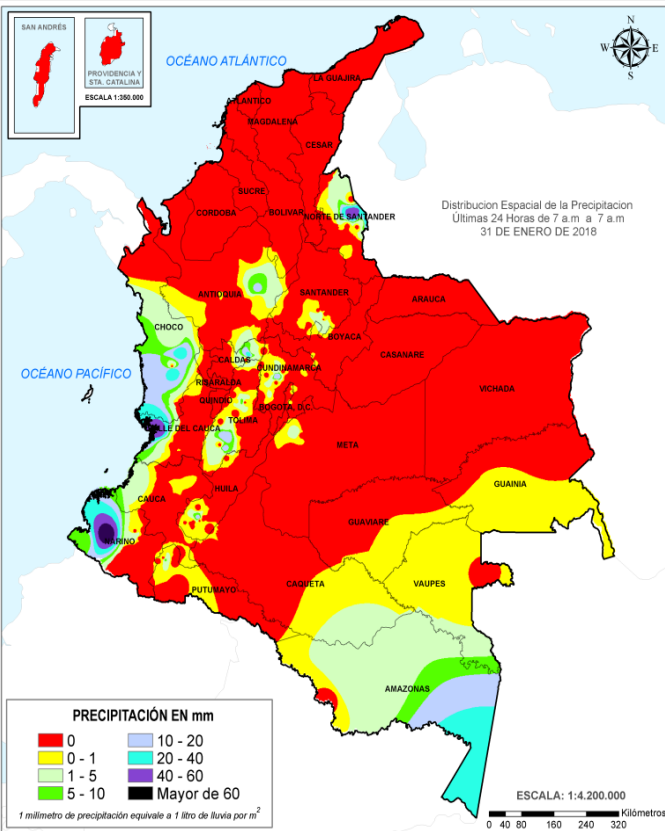 SAN ANDRÉS
PROVIDENCIA Y
STA. CATALINA
ESCALA 1:350.000
OCÉANO ATLÁNTICO
N
W
E
S
LA GUAJIRA
ATLANTICO
MAGDALENA
CESAR
SUCRE
CORDOBA
BOLIVAR
NORTE DE SANTANDER
Distribucion Espacial de la Precipitacion
Últimas 24 Horas de 7 a.m a 7 a.m
31 DE ENERO DE 2018
ANTIOQUIA
SANTANDER
ARAUCA
CHOCO
BOYACA
CASANARE
CALDAS
CUNDINAMARCA
OCÉANO PACÍFICO
RISARALDA
VICHADA
QUINDIO
BOGOTA, D.C.
TOLIMA
VALLE DEL CAUCA
META
GUAINIA
HUILA
CAUCA
GUAVIARE
NARIÑO
CAQUETA
VAUPES
PUTUMAYO
AMAZONAS
PRECIPITACIÓN EN mm
0
10 - 20
0 - 1
20 - 40
1 - 5
40 - 60
5 - 10
Mayor de 60
1 milimetro de precipitación equivale a 1 litro de lluvia por m2
ESCALA: 1:4.200.000
Kilómetros
0 40 80 160 240 320